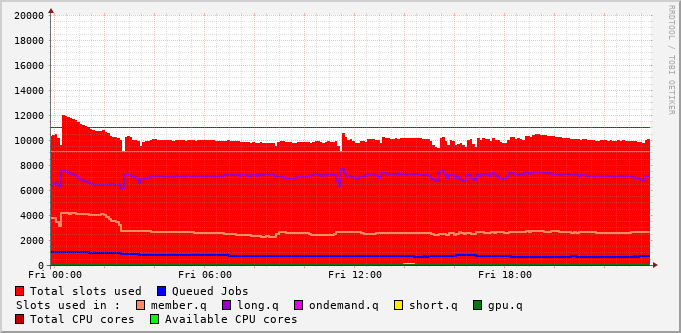 20000
18000
16000
14000
12000
10000
8000
6000
4000
2000
0
Fri 00:00 Fri 06:00 Fri 12:00 Fri 18:00
Total slots used Queued Jobs
Slots used in : member.q long.q ondemand.q short.q gpu.q
Total CPU cores Available CPU cores
RRDTOOL / TOBI OETIKER